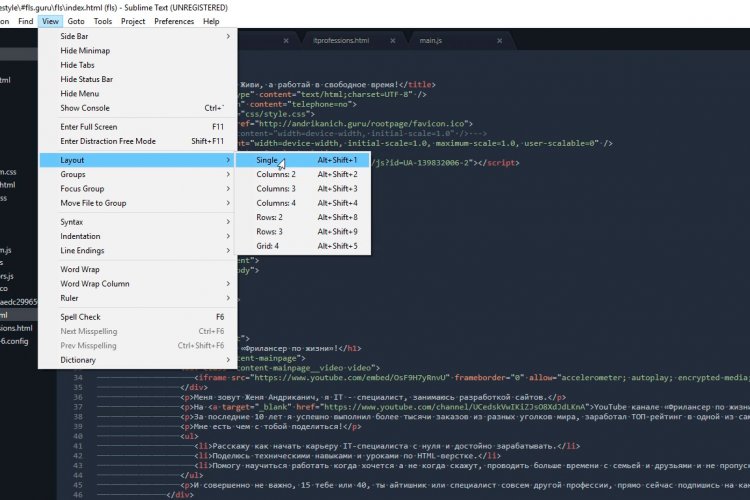 estyle\#fls.guru\fls\index.html (fls) - Sublime Text (UNREGISTERED)
on Find View Goto Tools Project Preferences Help
itprofessions.html main.js
Side Bar
Hide Minimap
Hide Tabs
Hide Status Bar
Hide Menu
Show Console Ctrl+`
Enter Full Screen F11
Enter Distraction Free Mode Shift+F11
Layout
Groups
Focus Group
Move File to Group
Syntax
Indentation
Line Endings
Word Wrap
Word Wrap Column
Ruler
Spell Check F6
Next Misspelling Ctrl+F6
Prev Misspelling Ctrl+Shift+F6
Dictionary
Single Alt+Shift+1
Columns: 2 Alt+Shift+2
Columns: 3 Alt+Shift+3
Columns: 4 Alt+Shift+4
Rows: 2 Alt+Shift+8
Rows: 3 Alt+Shift+9
Grid: 4 Alt+Shift+5
Живи, а работай в свободное время!</title>
type" content="text/html;charset=UTF-8" />
n" content="telephone=no">
="css/style.css">
href="http://andrikanich.guru/rootpage/favicon.ico">
content="width=device-width, initial-scale=1.0" />-->
t="width=device-width, initial-scale=1.0, maximum-scale=1.0, user-scalable=0" />
/js?id=UA-139832006-2"></script>
ent">
ody">
nt">
«Фрилансер по жизни»!</h1>
content-mainpage">
content-mainpage__video video">
34 <iframe src="https://www.youtube.com/embed/OsF9H7yRnvU" frameborder="0" allow="accelerometer; autoplay; encrypted-media;
35 </div>
36 <p>Меня зовут Женя Андриканич, я IT - специалист, занимаюсь разработкой сайтов.</p>
37 <p>На <a target="_blank" href="https://www.youtube.com/channel/UCedskVwIKiZJsO8XdJdLKnA">YouTube канале «Фрилансер по жизн
38 <p>За последние 10 лет я успешно выполнил более тысячи заказов из разных уголков мира, заработал ТОП-рейтинг в одной из са
39 <p>Мне есть чем с тобой поделиться!</p>
40 <ul>
41 <li>Расскажу как начать карьеру IT-специалиста с нуля и достойно зарабатывать.</li>
42 <li>Поделюсь техническими навыками и уроками по HTML-верстке.</li>
43 <li>Помогу научиться работать когда хочется а не когда скажут, проводить больше времени с семьей и друзьями и не пропуст
44 </ul>
45 <p>И совершенно не важно, 15 тебе или 40, ты айтишник или специалист совсем другой профессии, прямо сейчас подпишись на ка
46 </div>
tml
m.css
html
ss
m.js
s
rs.js
co
aedc29965
ml
sions.html
-6.config